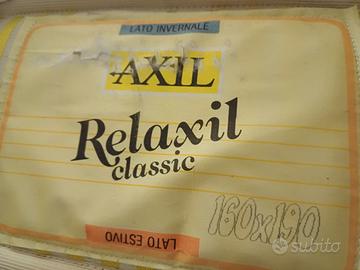 LATO INVERNALE
AXIL
Relaxil
classic
160x190
LATO ESTIVO
subito